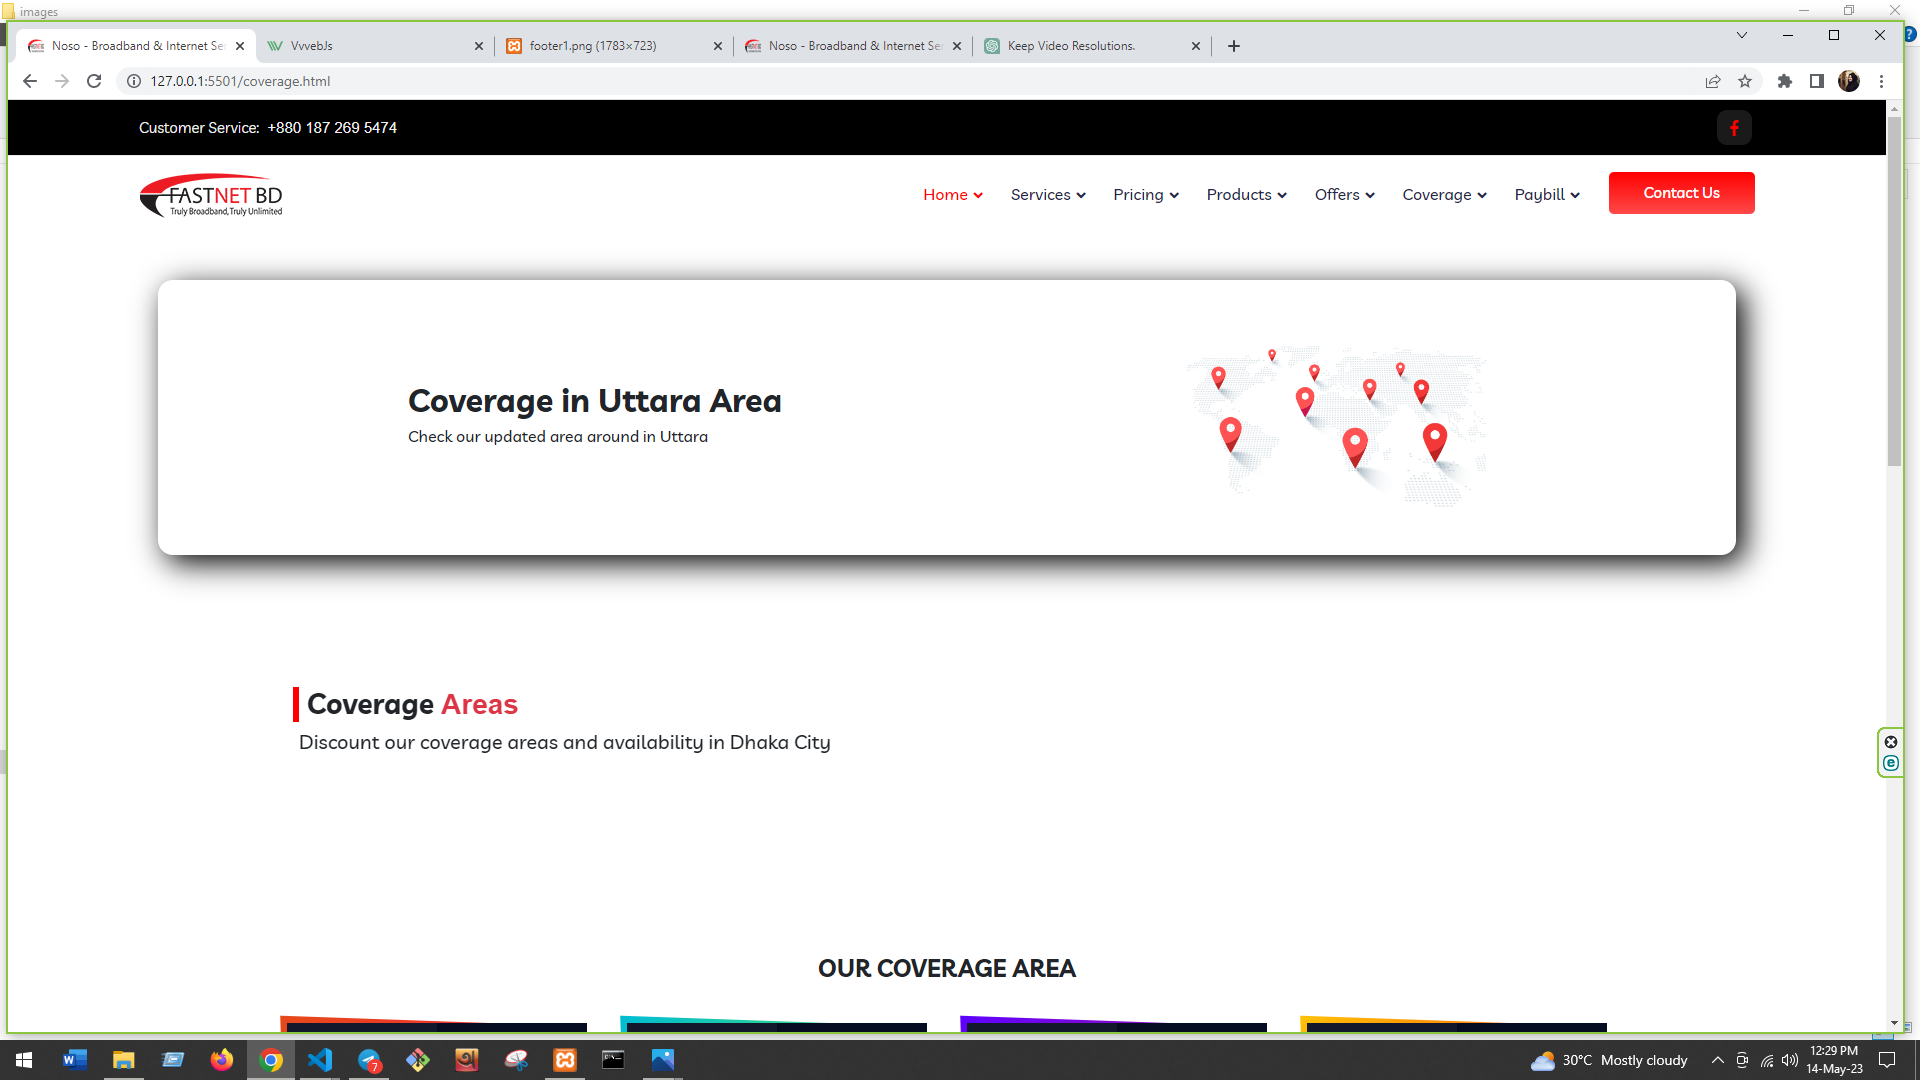 images
Noso - Broadband & Internet Se
VvvebJs
footer1.png (1783×723)
Noso - Broadband & Internet Se
Keep Video Resolutions.
127.0.0.1:5501/coverage.html
Customer Service: +880 187 269 5474
FASTNET BD
Truly Broadband,Truly Unlimited
Home
Services
Pricing
Products
Offers
Coverage
Paybill
Contact Us
Coverage in Uttara Area
Check our updated area around in Uttara
Coverage Areas
Discount our coverage areas and availability in Dhaka City
OUR COVERAGE AREA
7
30°C Mostly cloudy
12:29 PM
14-May-23